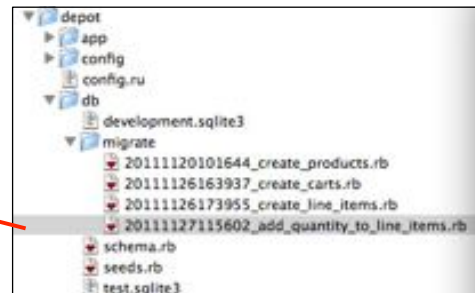 depot
app
config
config.ru
db
development.sqlite3
migrate
20111120101644_create_products.rb
20111126163937_create_carts.rb
20111126173955_create_line_items.rb
20111127115602_add_quantity_to_line_items.rb
schema.rb
seeds.rb
test.sqlite3